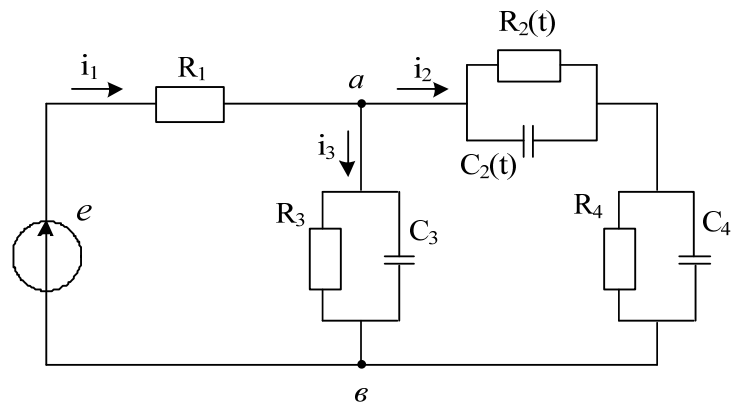 R₂(t)
i₁
R₁
a
i₂
C₂(t)
i₃
e
R₃
C₃
R₄
C₄
в